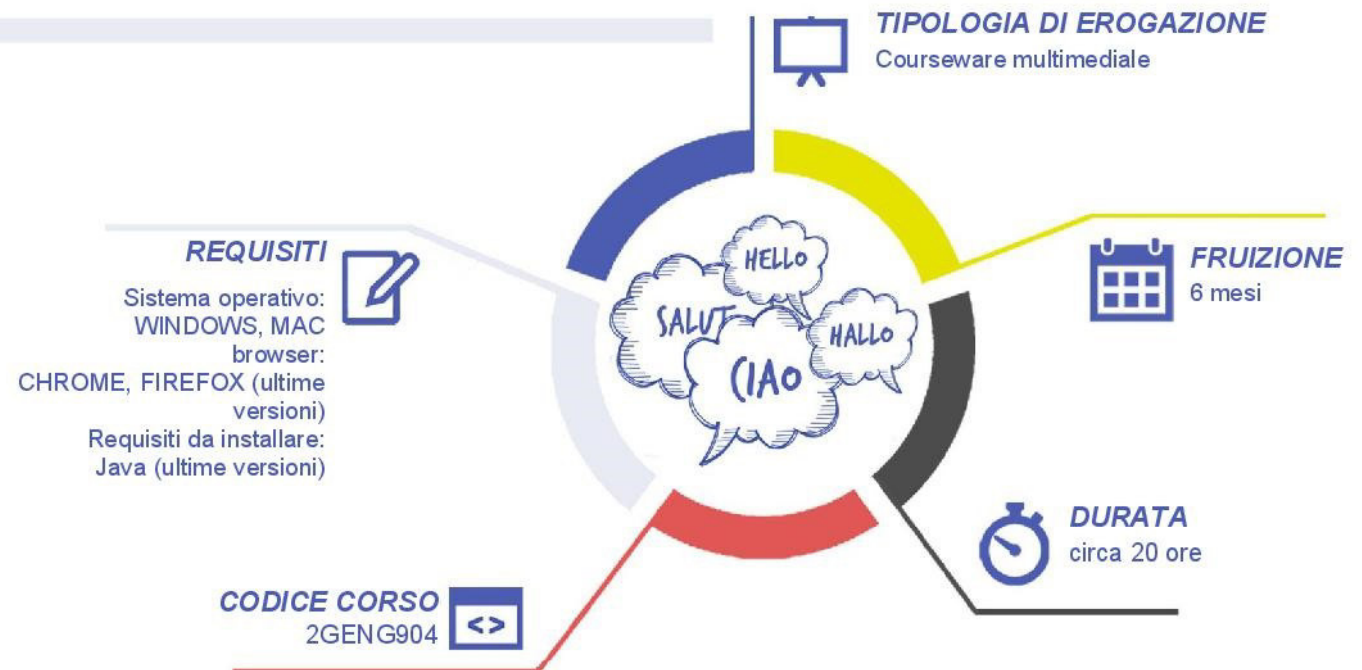 TIPOLOGIA DI EROGAZIONE
Courseware multimediale
REQUISITI
Sistema operativo:
WINDOWS, MAC
browser:
CHROME, FIREFOX (ultime
versioni)
Requisiti da installare:
Java (ultime versioni)
HELLO
SALUT
HALLO
CIAO
FRUIZIONE
6 mesi
DURATA
circa 20 ore
CODICE CORSO
2GENG904
<>